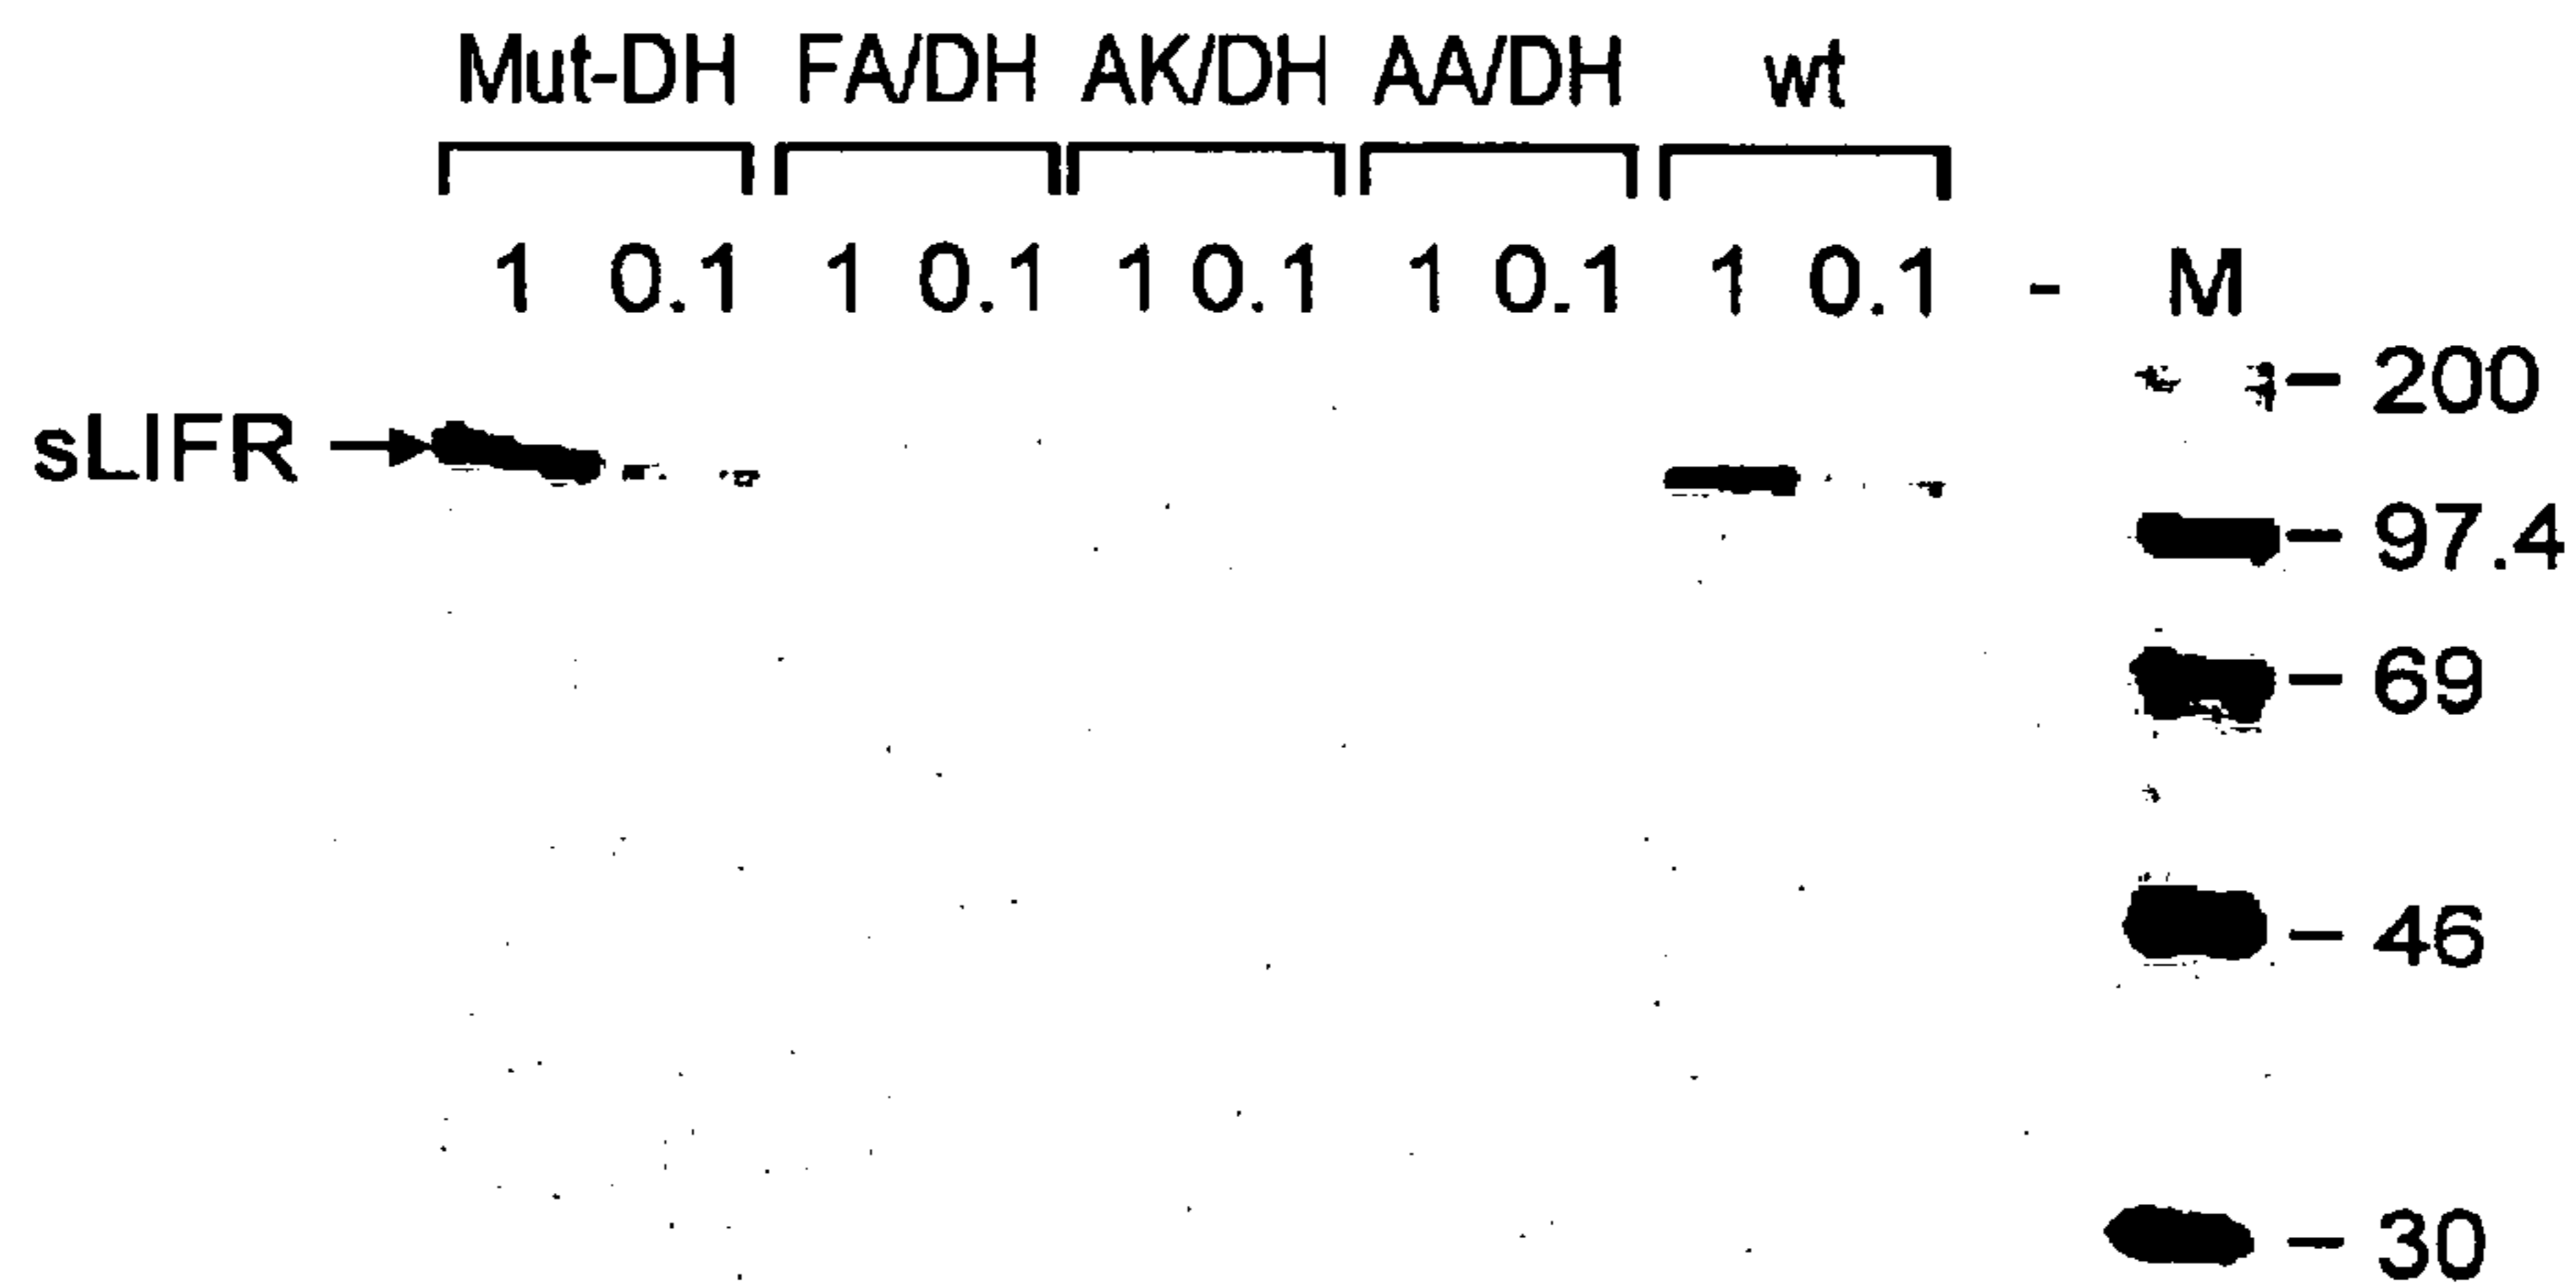 Mut-DH FA/DH AK/DH AA/DH wt
1 0.1 1 0.1 1 0.1 1 0.1 1 0.1 - M
- 200
sLIFR
- 97.4
- 69
- 46
- 30